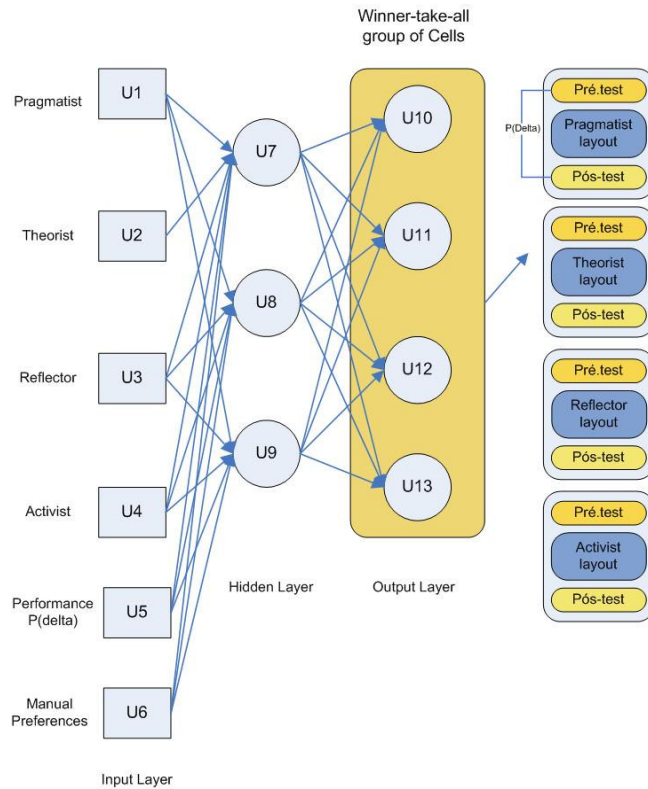 Winner-take-all
group of Cells
Pragmatist
U1
Theorist
U2
Reflector
U3
Activist
U4
Performance
P(delta)
U5
Manual
Preferences
U6
Input Layer
U7
U8
U9
Hidden Layer
U10
U11
U12
U13
Output Layer
P(Delta)
Pré.test
Pragmatist
layout
Pós-test
Pré.test
Theorist
layout
Pós-test
Pré.test
Reflector
layout
Pós-test
Pré.test
Activist
layout
Pós-test